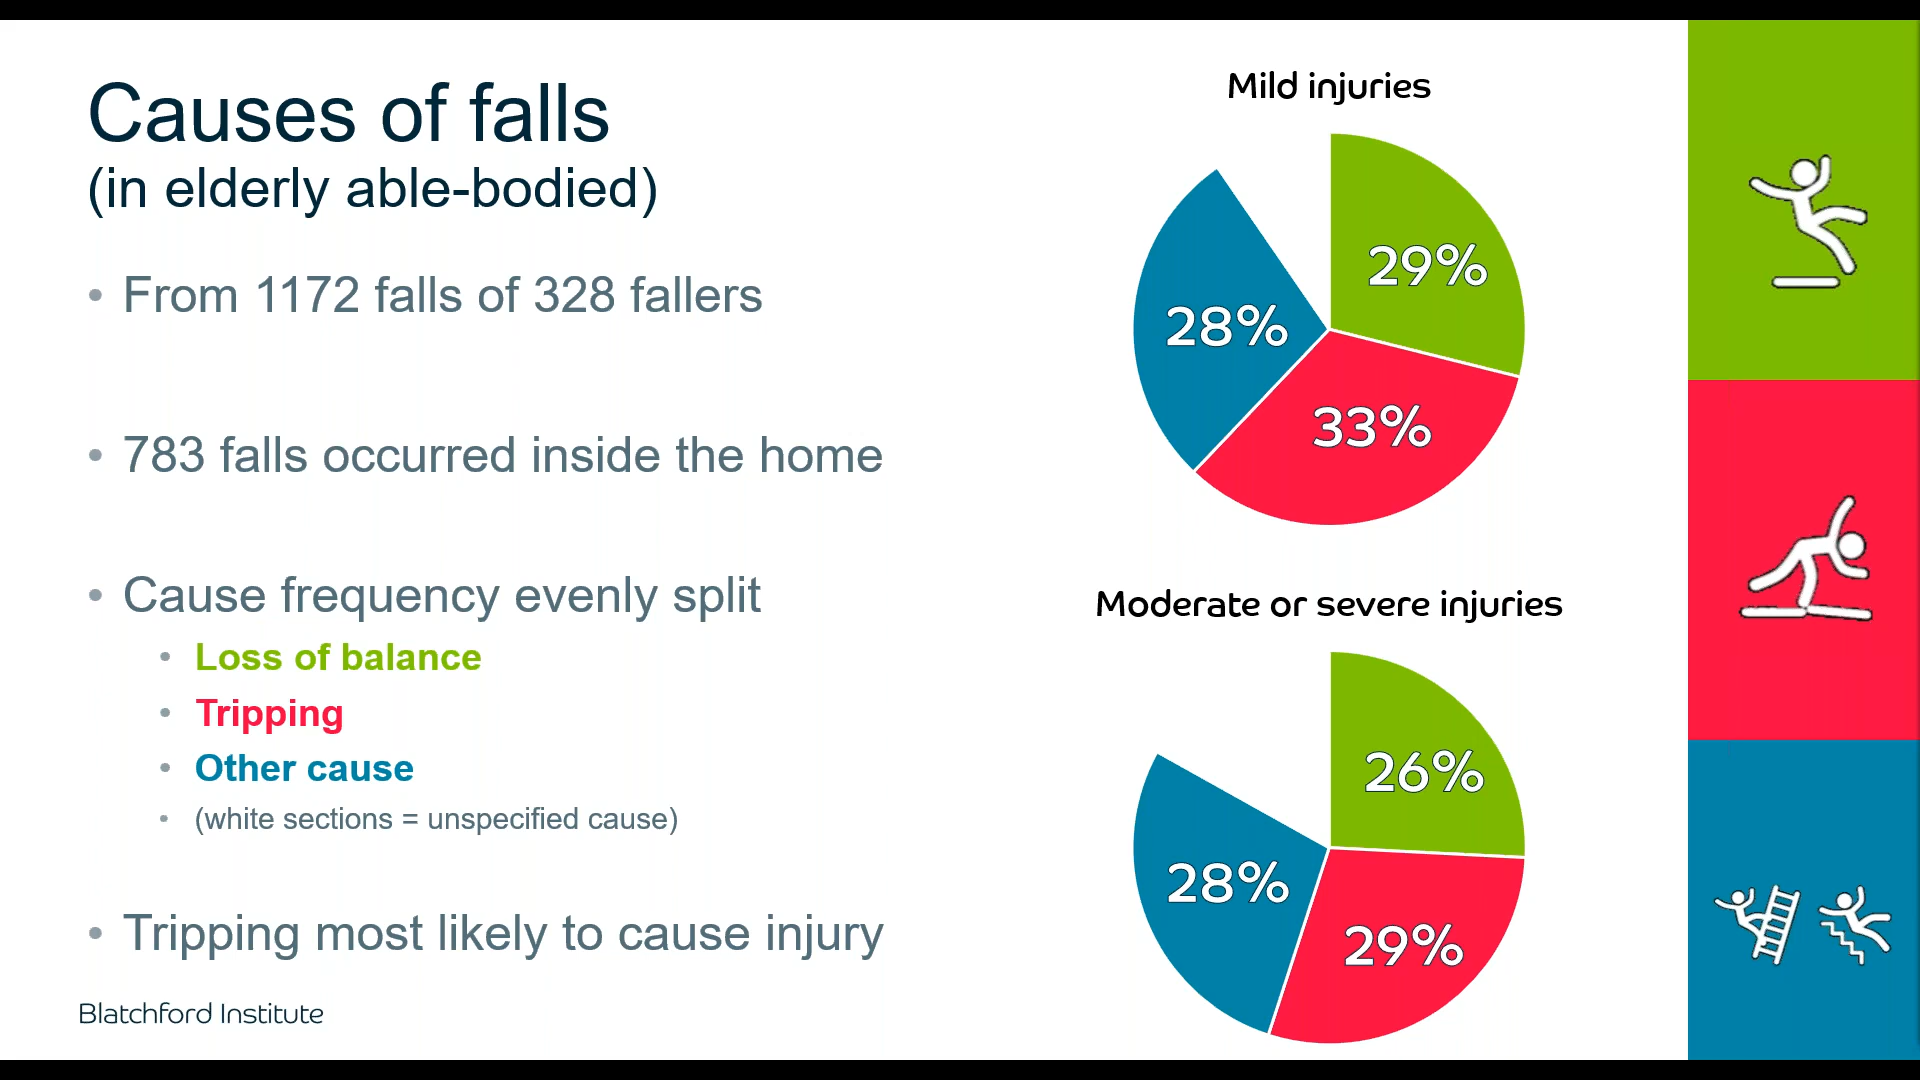 Causes of falls
(in elderly able-bodied)
• From 1172 falls of 328 fallers
• 783 falls occurred inside the home
• Cause frequency evenly split
• Loss of balance
• Tripping
• Other cause
• (white sections = unspecified cause)
• Tripping most likely to cause injury
Blatchford Institute
Mild injuries
29%
28%
33%
Moderate or severe injuries
26%
28%
29%